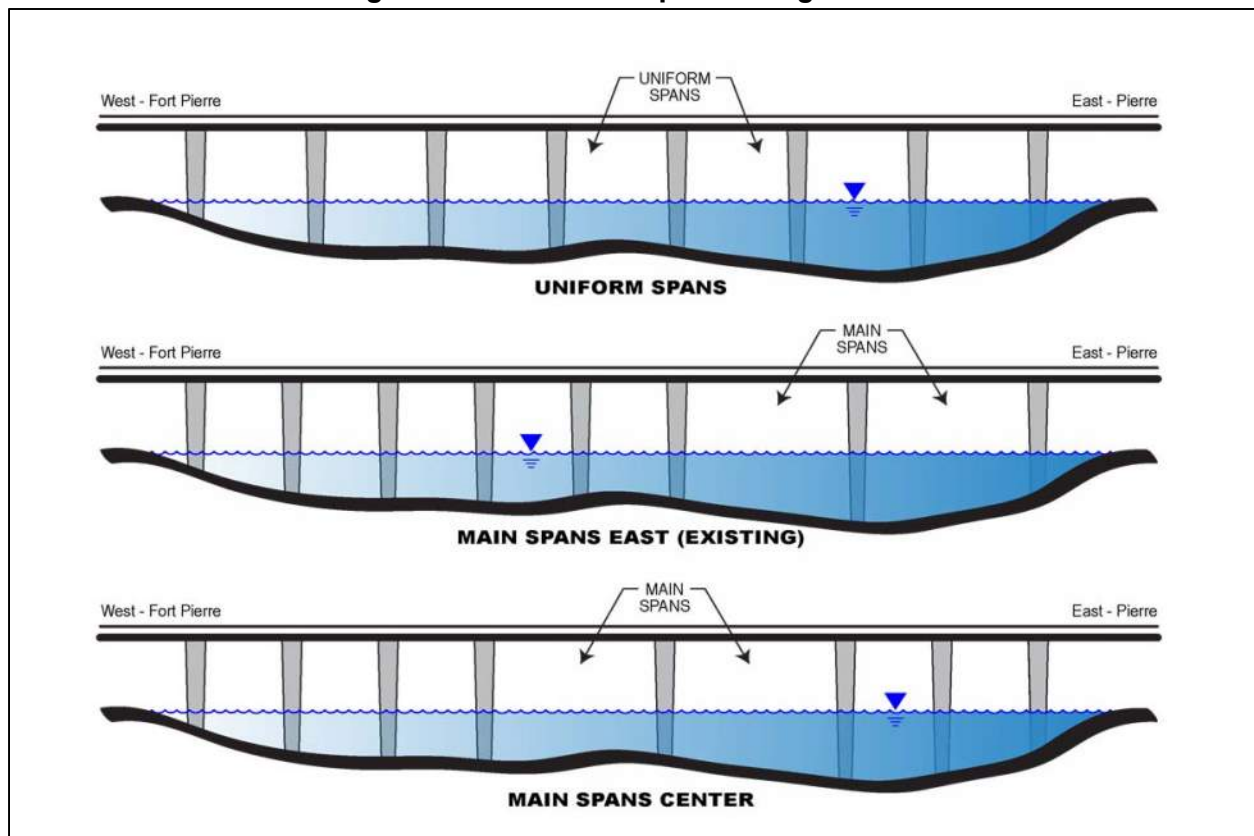 UNIFORM
SPANS
West - Fort Pierre
East - Pierre
UNIFORM SPANS
MAIN
SPANS
West - Fort Pierre
East - Pierre
MAIN SPANS EAST (EXISTING)
MAIN
SPANS
West - Fort Pierre
East - Pierre
MAIN SPANS CENTER